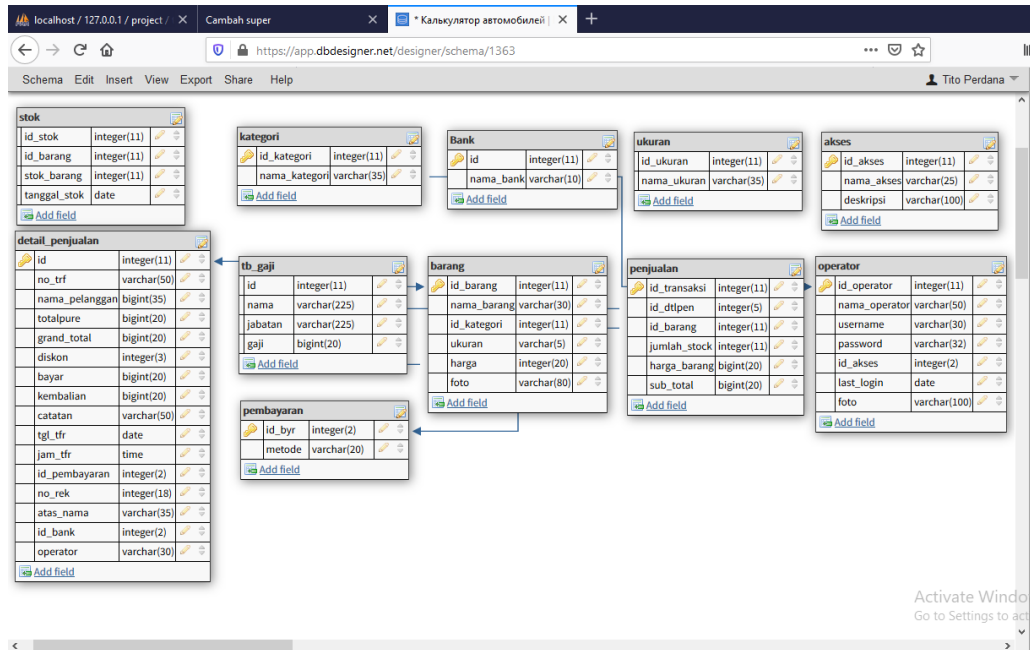 localhost / 127.0.0.1 / project /
Cambah super
* Калькулятор автомобилей |
https://app.dbdesigner.net/designer/schema/1363
Schema Edit Insert View Export Share Help
Tito Perdana
stok
id_stok integer(11)
id_barang integer(11)
stok_barang integer(11)
tanggal_stok date
Add field
kategori
id_kategori integer(11)
nama_kategori varchar(35)
Add field
Bank
id integer(11)
nama_bank varchar(10)
Add field
ukuran
id_ukuran integer(11)
nama_ukuran varchar(35)
Add field
akses
id_akses integer(11)
nama_akses varchar(25)
deskripsi varchar(100)
Add field
detail_penjualan
id integer(11)
no_trf varchar(50)
nama_pelanggan bigint(35)
totalpure bigint(20)
grand_total bigint(20)
diskon integer(3)
bayar bigint(20)
kembalian bigint(20)
catatan varchar(50)
tgl_tfr date
jam_tfr time
id_pembayaran integer(2)
no_rek integer(18)
atas_nama varchar(35)
id_bank integer(2)
operator varchar(30)
Add field
tb_gaji
id integer(11)
nama varchar(225)
jabatan varchar(225)
gaji bigint(20)
Add field
barang
id_barang integer(11)
nama_barang varchar(30)
id_kategori integer(11)
ukuran varchar(5)
harga integer(20)
foto varchar(80)
Add field
penjualan
id_transaksi integer(11)
id_dtlpen integer(5)
id_barang integer(11)
jumlah_stock integer(11)
harga_barang bigint(20)
sub_total bigint(20)
Add field
operator
id_operator integer(11)
nama_operator varchar(50)
username varchar(30)
password varchar(32)
id_akses integer(2)
last_login date
foto varchar(100)
Add field
pembayaran
id_byr integer(2)
metode varchar(20)
Add field
Activate Windo
Go to Settings to act